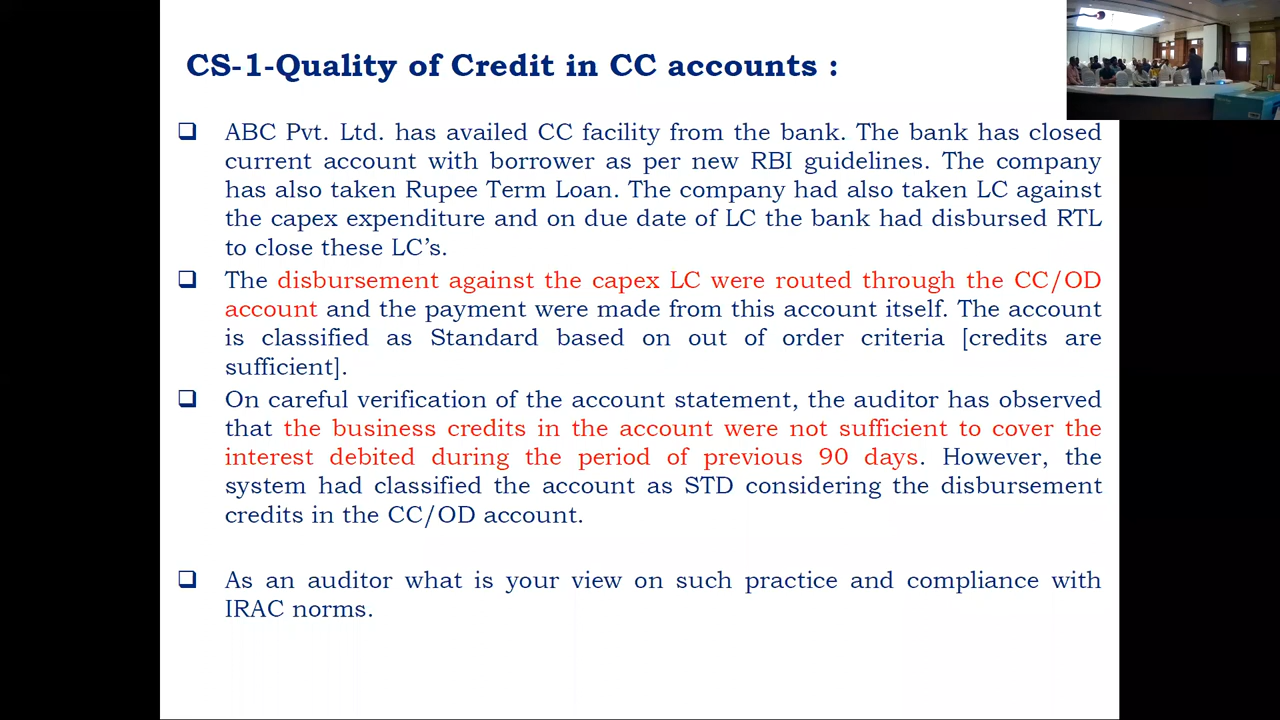 CS-1-Quality of Credit in CC accounts :
❑ ABC Pvt. Ltd. has availed CC facility from the bank. The bank has closed
current account with borrower as per new RBI guidelines. The company
has also taken Rupee Term Loan. The company had also taken LC against
the capex expenditure and on due date of LC the bank had disbursed RTL
to close these LC’s.
❑ The disbursement against the capex LC were routed through the CC/OD
account and the payment were made from this account itself. The account
is classified as Standard based on out of order criteria [credits are
sufficient].
❑ On careful verification of the account statement, the auditor has observed
that the business credits in the account were not sufficient to cover the
interest debited during the period of previous 90 days. However, the
system had classified the account as STD considering the disbursement
credits in the CC/OD account.
❑ As an auditor what is your view on such practice and compliance with
IRAC norms.